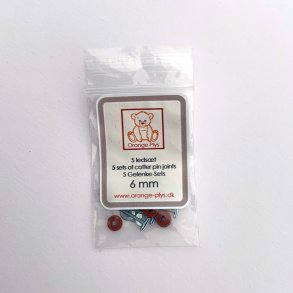 Orange-Plys
5 ledsæt
5 sets of cotter pin joints
5 Gelenke-Sets
6 mm
www.orange-plys.dk